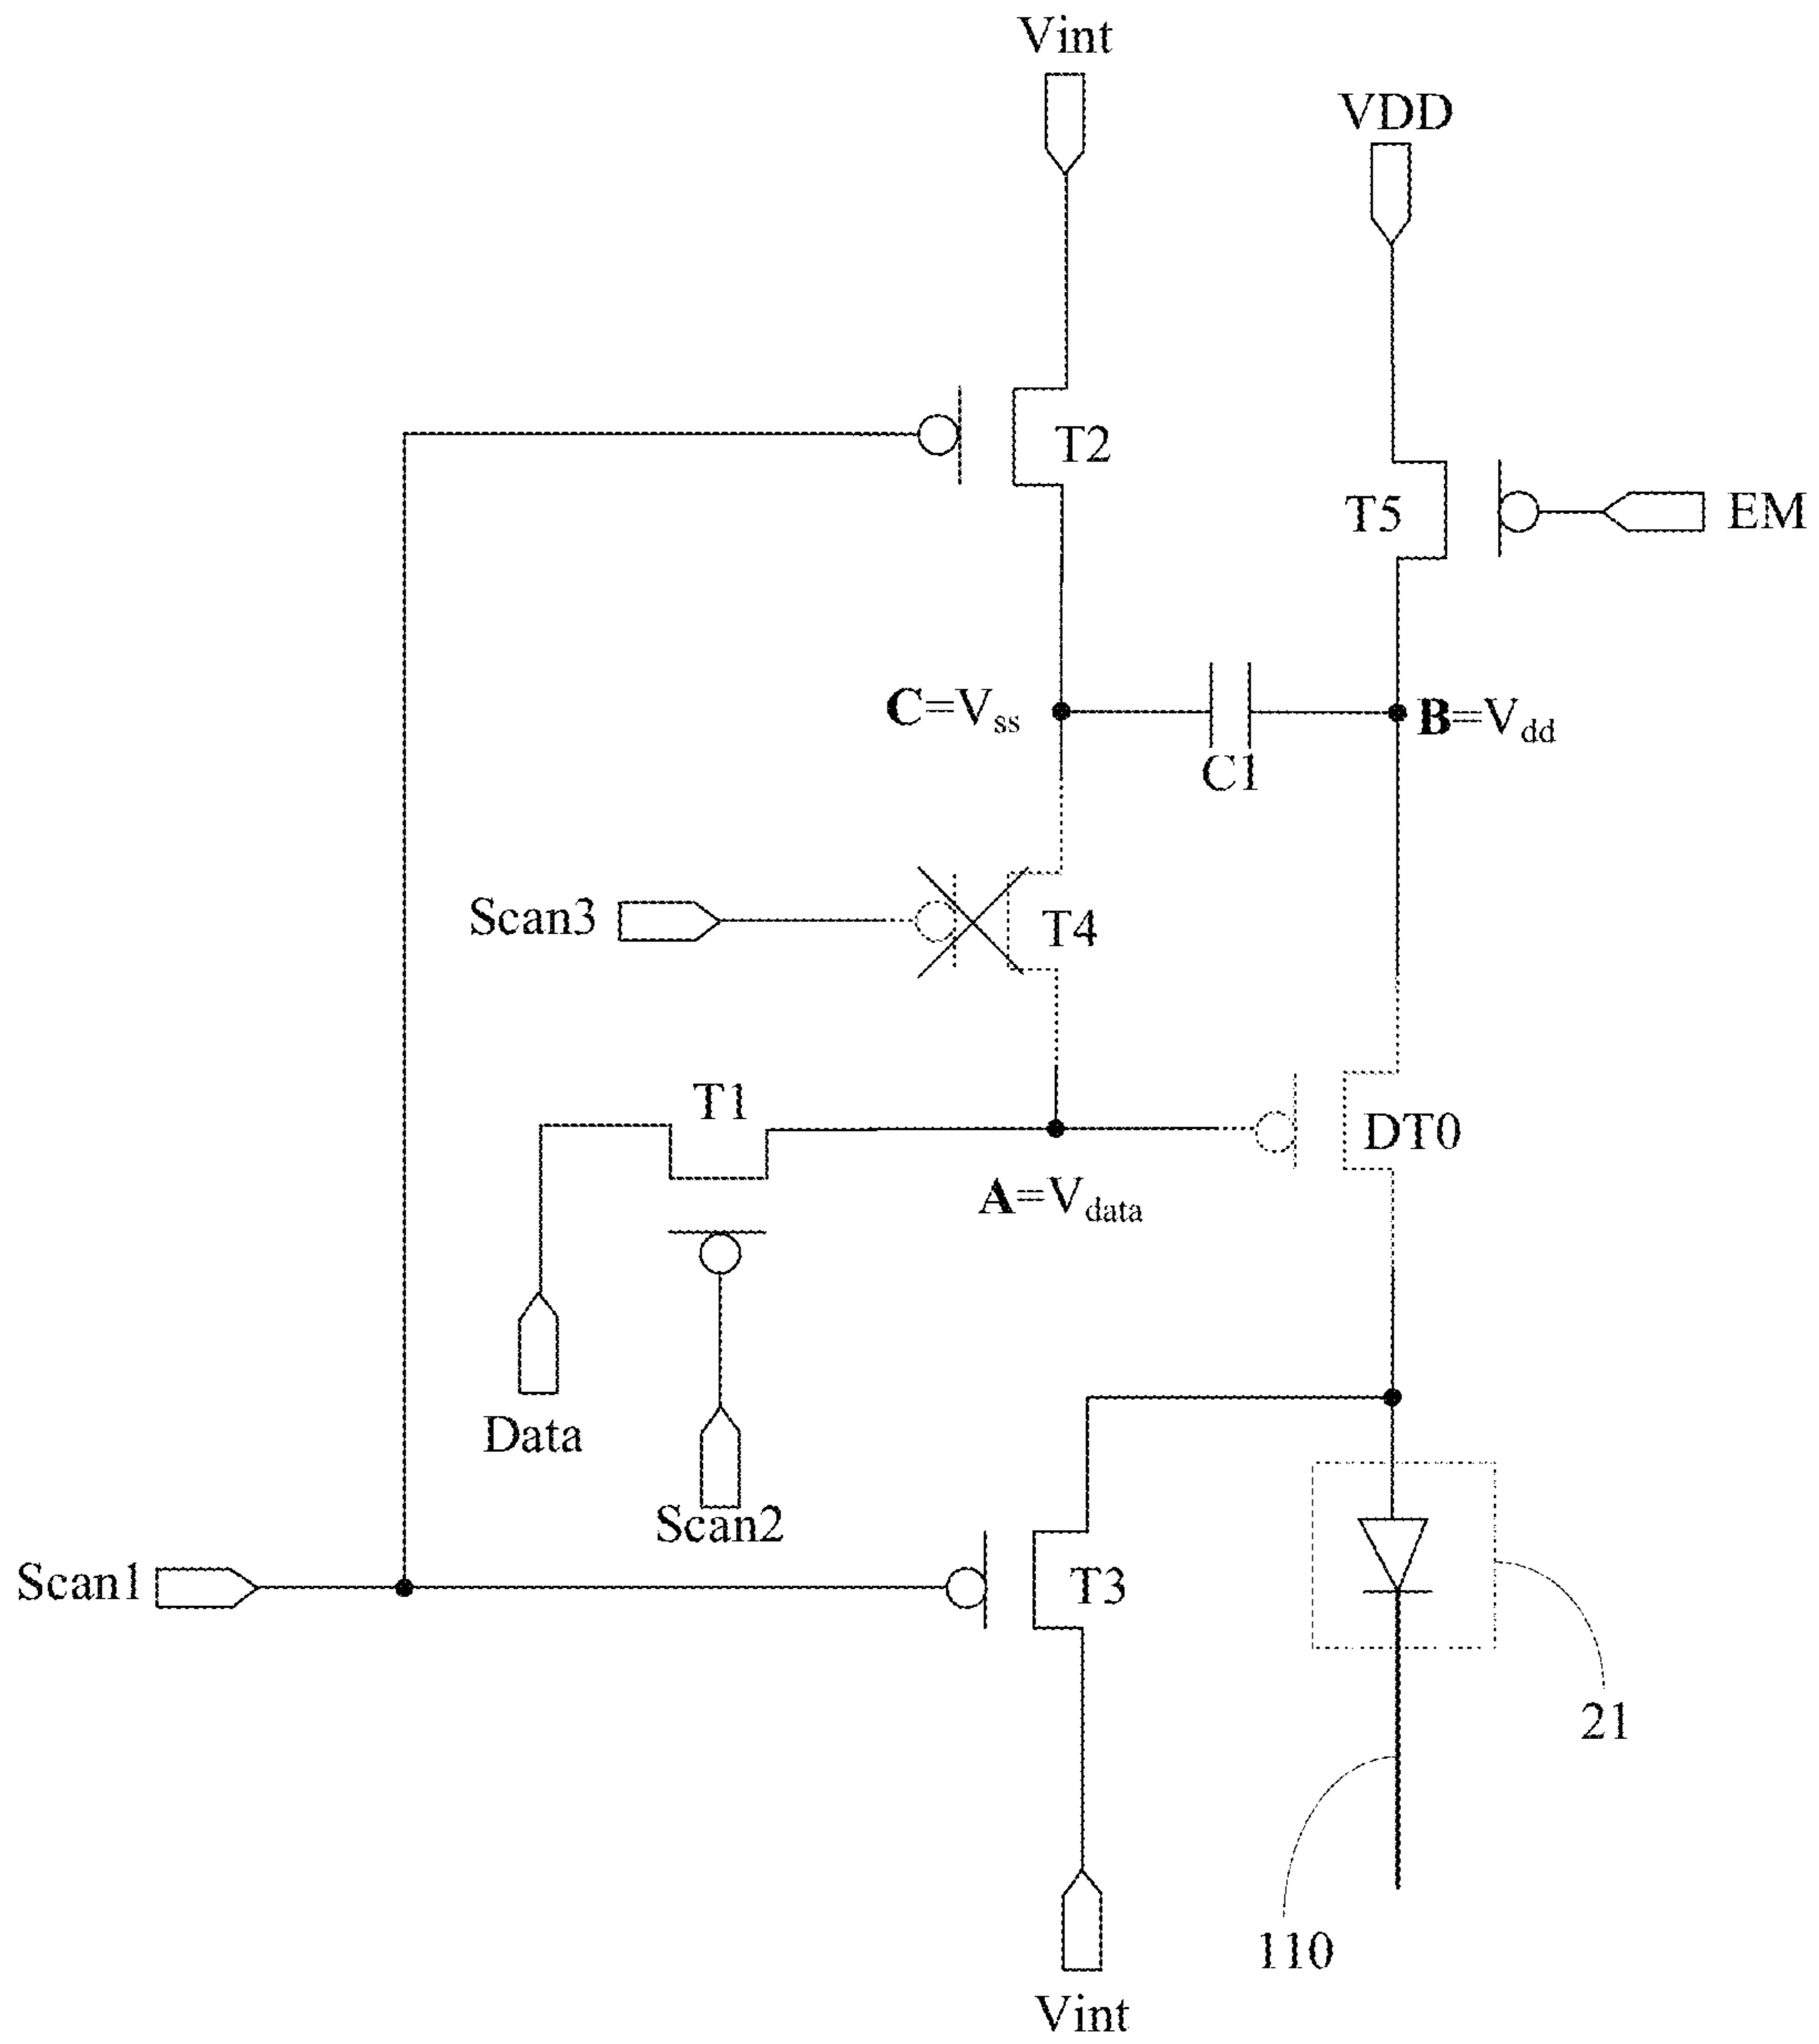 Vint
VDD
T2
T5
EM
C=Vss
B=Vdd
C1
Scan3
T4
T1
DT0
A=Vdata
Data
Scan2
Scan1
T3
21
110
Vint